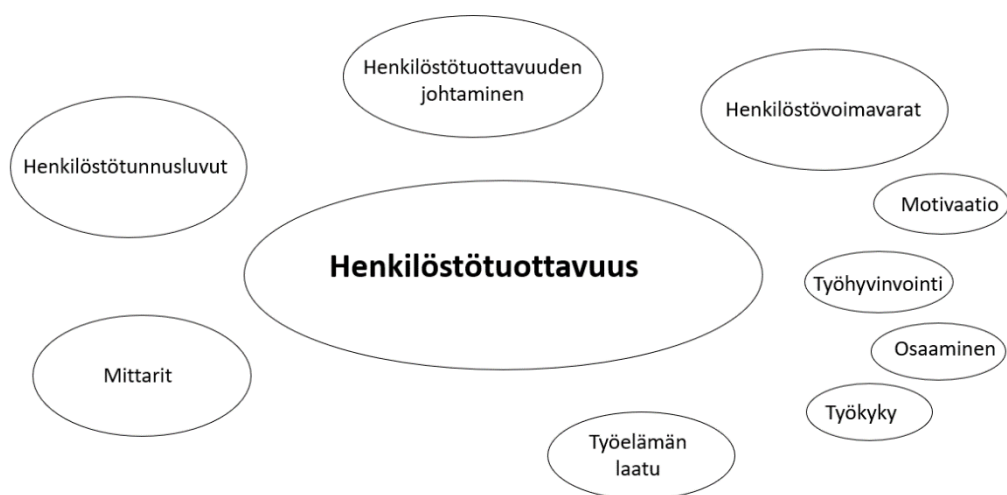 Henkilöstötuottavuuden
johtaminen
Henkilöstövoimavarat
Henkilöstötunnusluvut
Motivaatio
Henkilöstötuottavuus
Työhyvinvointi
Osaaminen
Mittarit
Työkyky
Työelämän
laatu